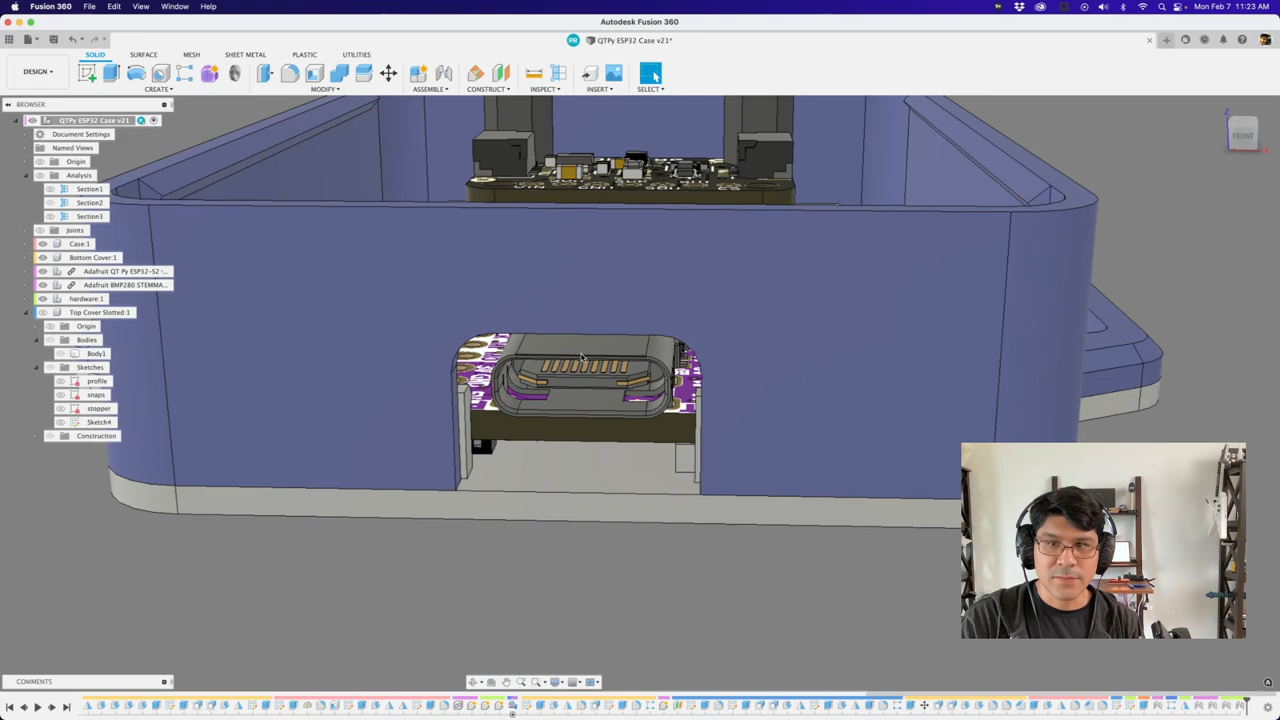 Fusion 360 File Edit View Window Help Mon Feb 7 11:23 AM
Autodesk Fusion 360
PR QTPy ESP32 Case v21*
SOLID SURFACE MESH SHEET METAL PLASTIC UTILITIES
DESIGN
CREATE MODIFY ASSEMBLE CONSTRUCT INSPECT INSERT SELECT
BROWSER
QTPy ESP32 Case v21
Document Settings
Named Views
Origin
Analysis
Section1
Section2
Section3
Joints
Case:1
Bottom Cover:1
Adafruit QT Py ESP32-S2 ...
Adafruit BMP280 STEMMA...
hardware:1
Top Cover Slotted:1
Origin
Bodies
Body1
Sketches
profile
snaps
stopper
Sketch4
Construction
Z
FRONT
X
COMMENTS